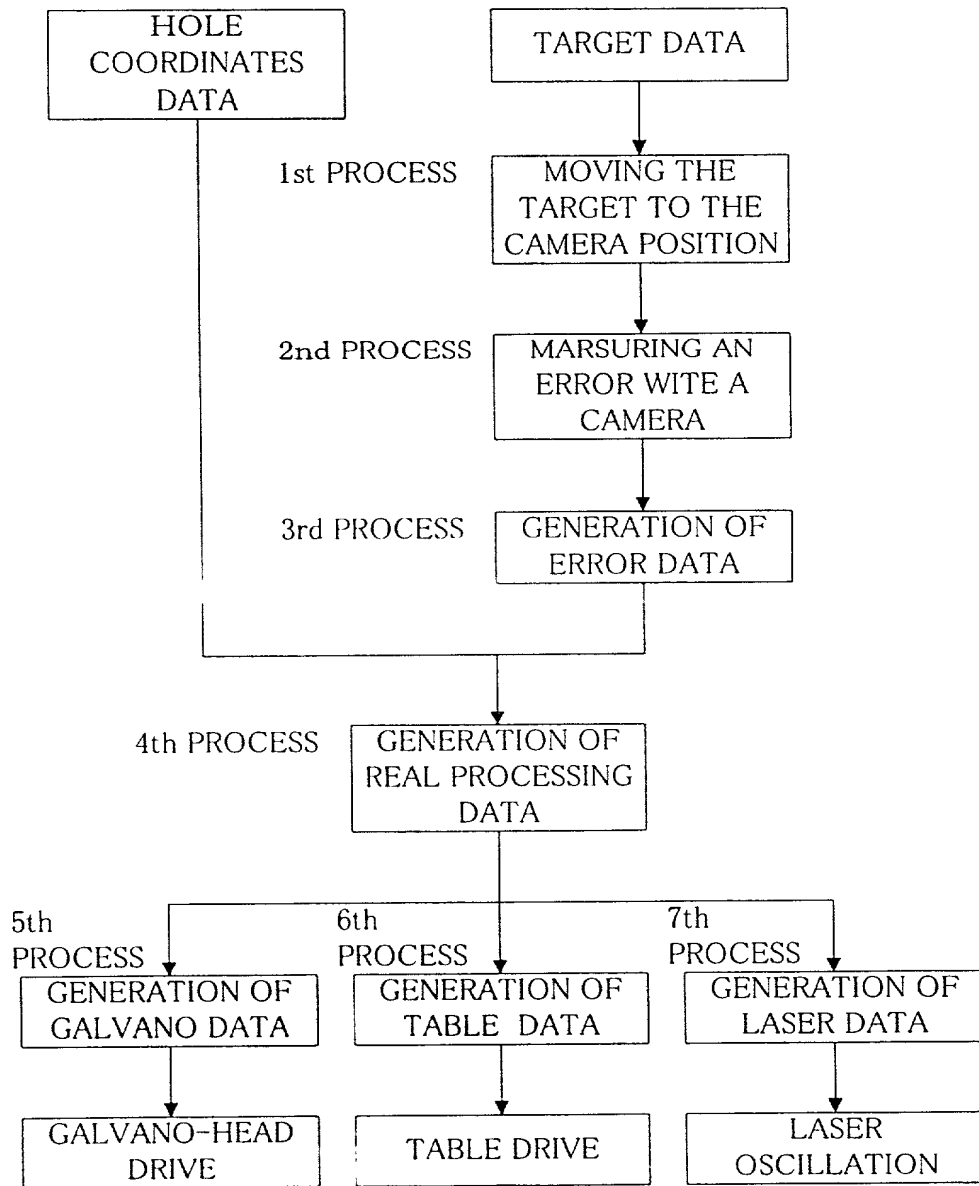 HOLE
COORDINATES
DATA
TARGET DATA
1st PROCESS
MOVING THE
TARGET TO THE
CAMERA POSITION
2nd PROCESS
MARSURING AN
ERROR WITE A
CAMERA
3rd PROCESS
GENERATION OF
ERROR DATA
4th PROCESS
GENERATION OF
REAL PROCESSING
DATA
5th
PROCESS
GENERATION OF
GALVANO DATA
6th
PROCESS
GENERATION OF
TABLE DATA
7th
PROCESS
GENERATION OF
LASER DATA
GALVANO-HEAD
DRIVE
TABLE DRIVE
LASER
OSCILLATION